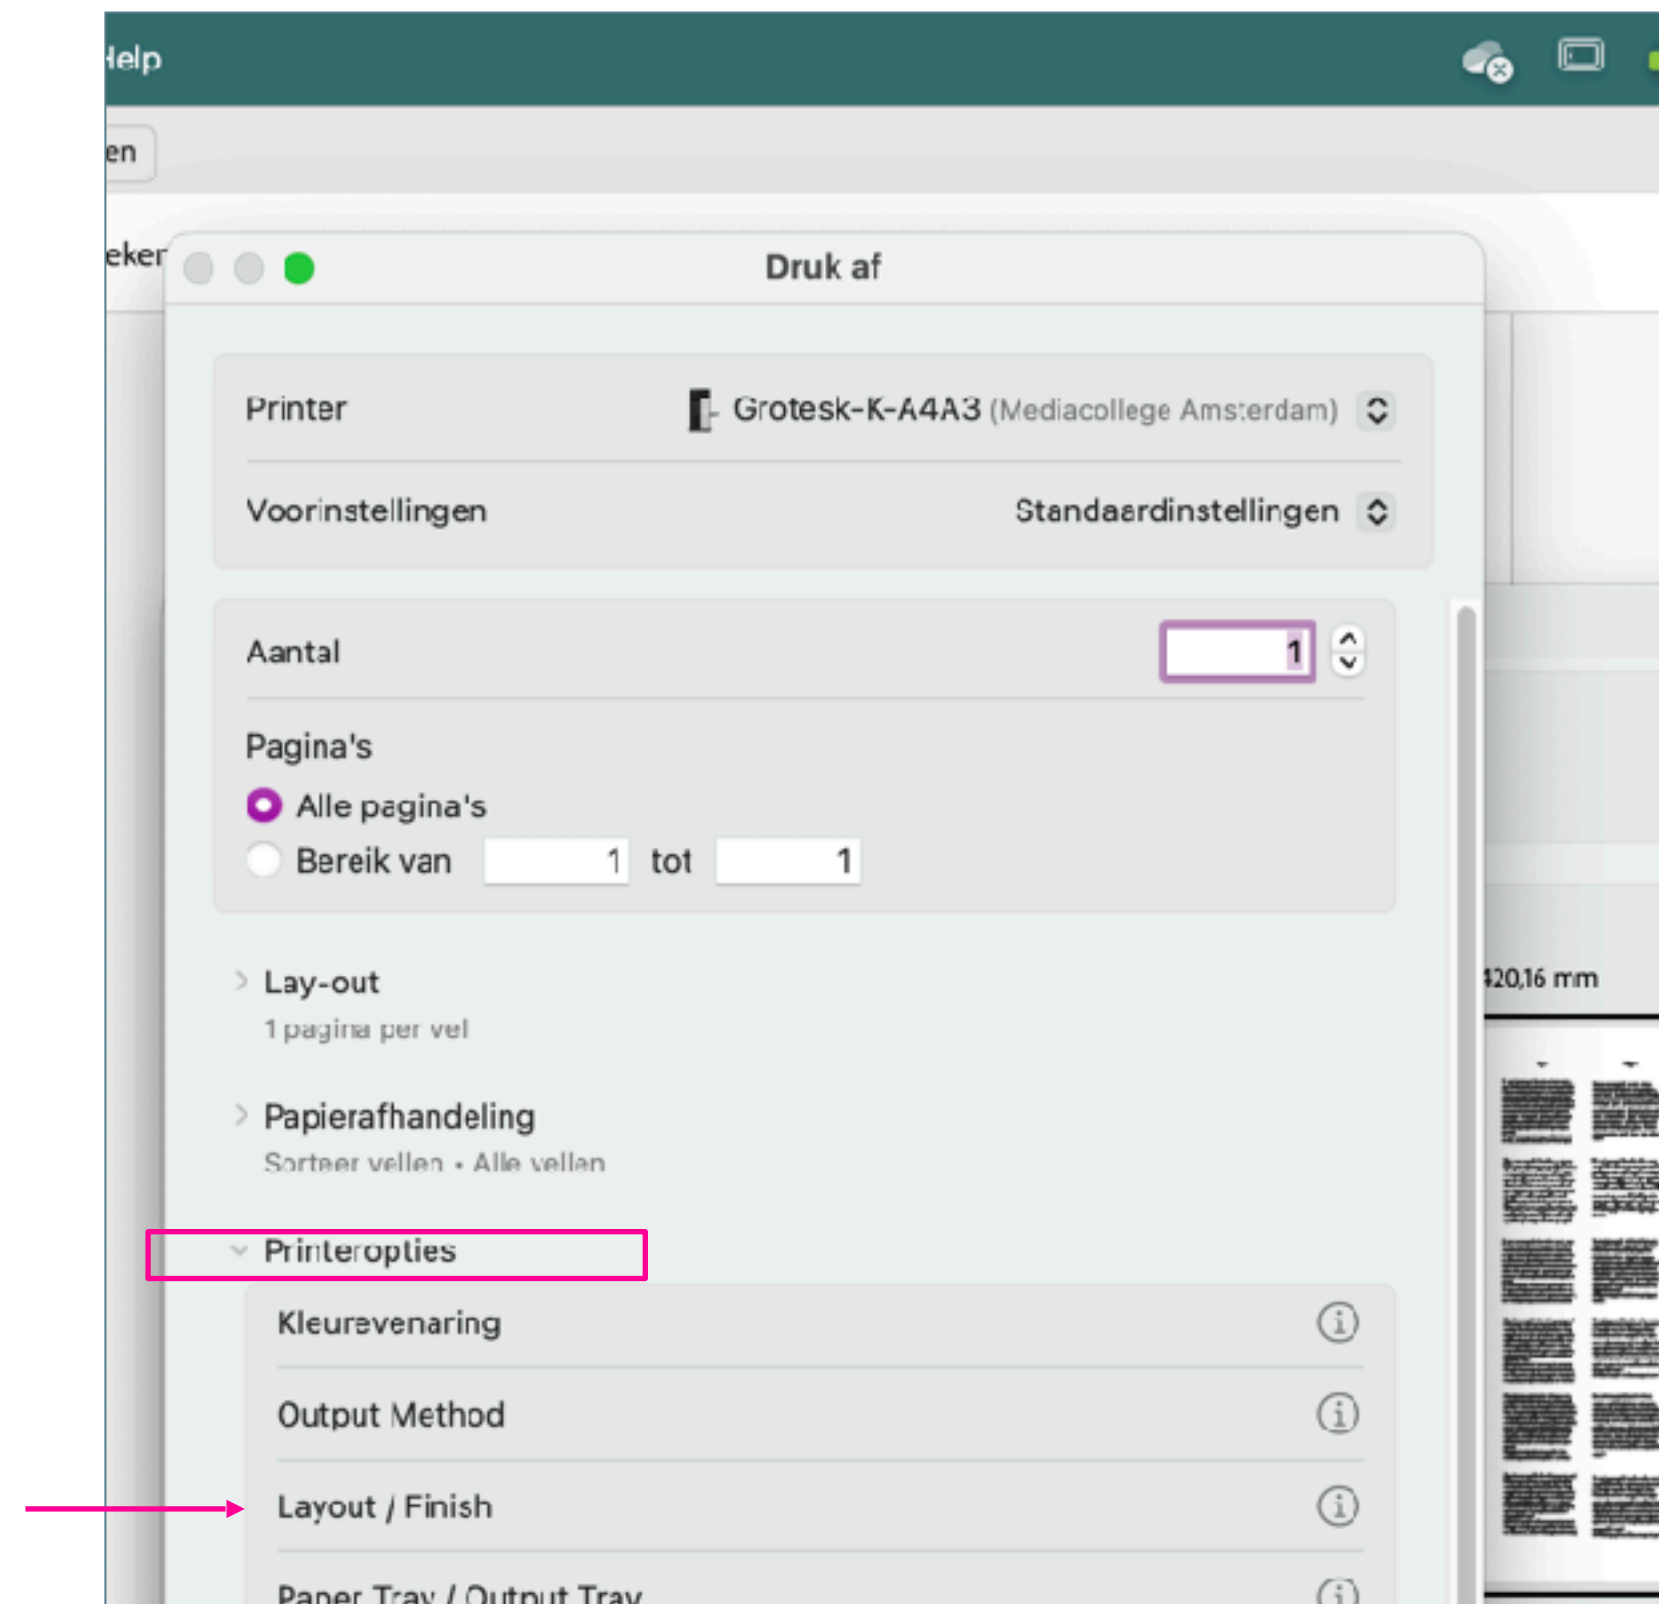 Help
en
eken
Druk af
Printer
Grotesk-K-A4A3 (Mediacollege Amsterdam)
Voorinstellingen
Standaardinstellingen
Aantal
1
Pagina's
Alle pagina's
Bereik van 1 tot 1
Lay-out
1 pagina per vel
420,16 mm
Papierafhandeling
Sorteer vellen • Alle vellen
Printeropties
Kleurevenaring
Output Method
Layout / Finish
Paper Tray / Output Tray